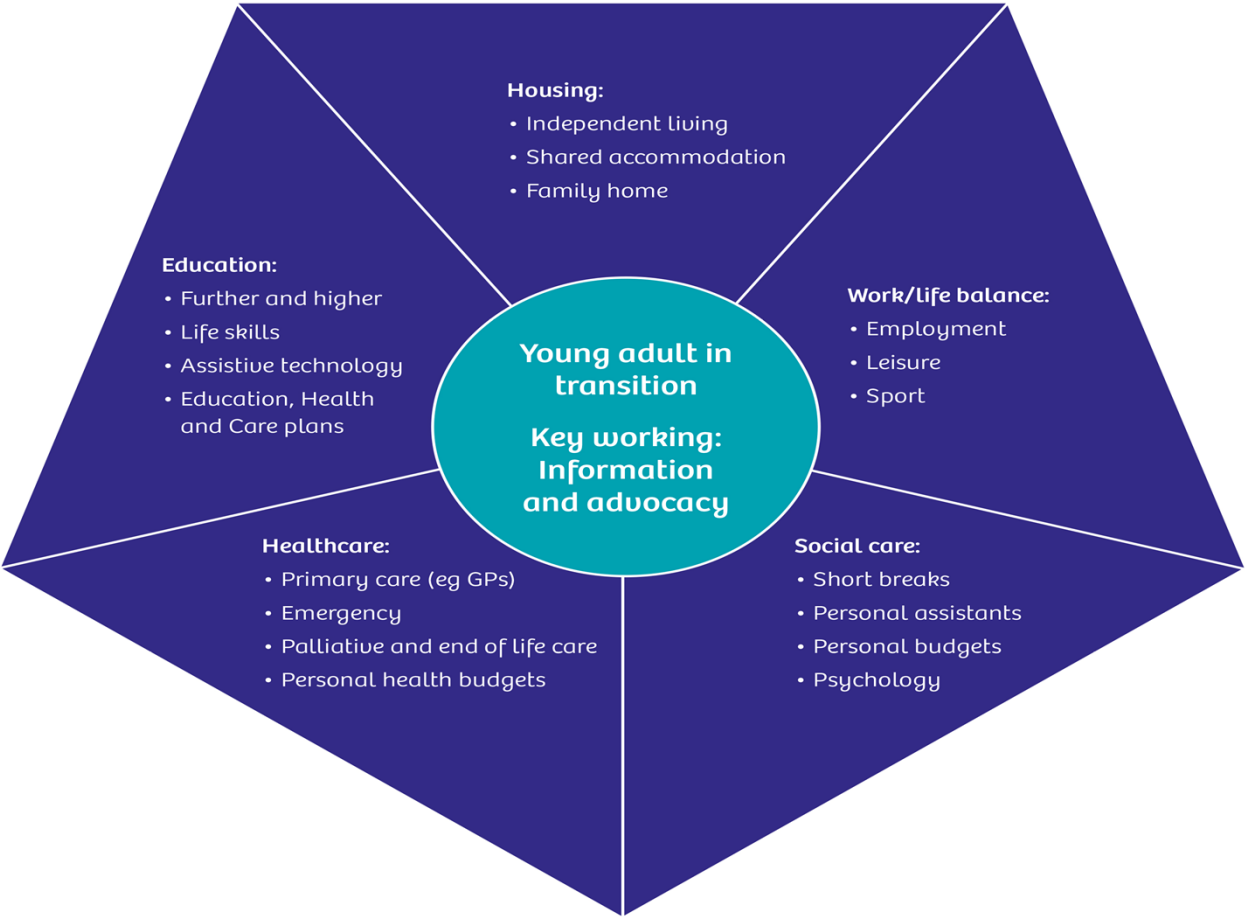 Housing:
• Independent living
• Shared accommodation
• Family home
Education:
• Further and higher
• Life skills
• Assistive technology
• Education, Health
and Care plans
Young adult in
transition
Key working:
Information
and advocacy
Work/life balance:
• Employment
• Leisure
• Sport
Healthcare:
• Primary care (eg GPs)
• Emergency
• Palliative and end of life care
• Personal health budgets
Social care:
• Short breaks
• Personal assistants
• Personal budgets
• Psychology